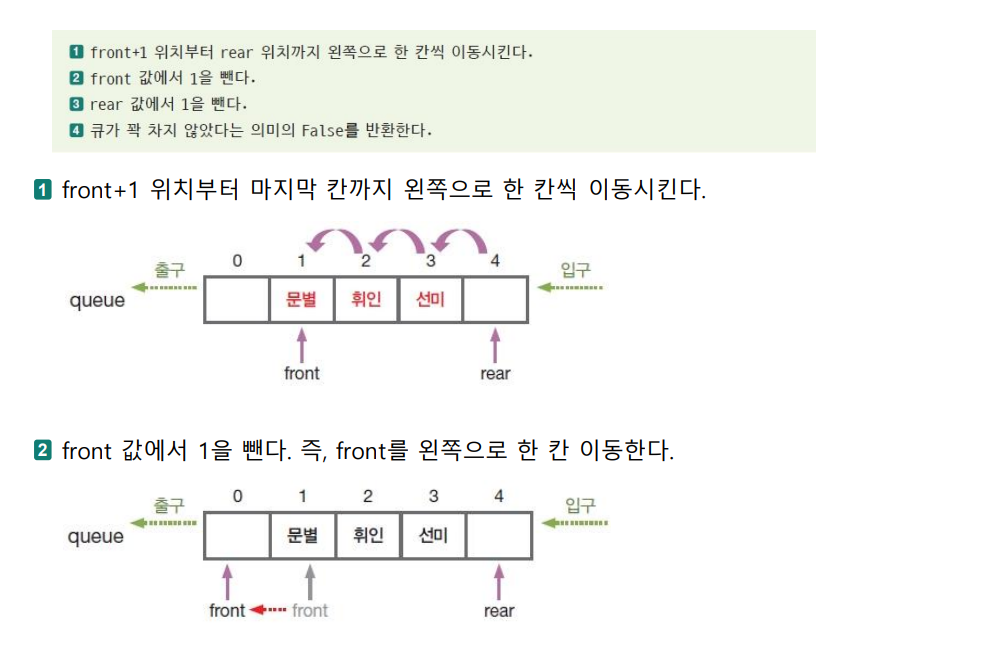 1 front+1 위치부터 rear 위치까지 왼쪽으로 한 칸씩 이동시킨다.
2 front 값에서 1을 뺀다.
3 rear 값에서 1을 뺀다.
4 큐가 꽉 차지 않았다는 의미의 False를 반환한다.
1 front+1 위치부터 마지막 칸까지 왼쪽으로 한 칸씩 이동시킨다.
0 1 2 3 4
출구 입구
queue 문별 휘인 선미
front rear
2 front 값에서 1을 뺀다. 즉, front를 왼쪽으로 한 칸 이동한다.
0 1 2 3 4
출구 입구
queue 문별 휘인 선미
front front rear